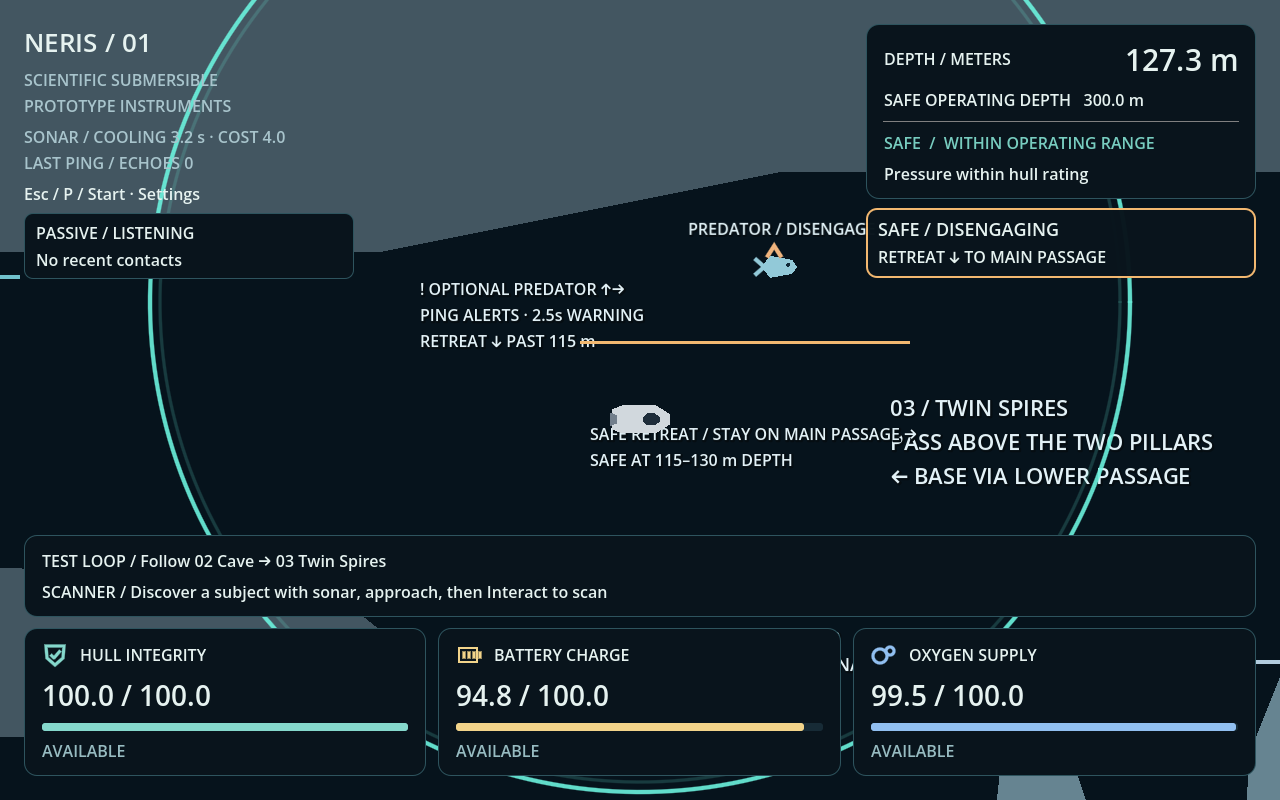 NERIS / 01
SCIENTIFIC SUBMERSIBLE
PROTOTYPE INSTRUMENTS
SONAR / COOLING 3.2 s · COST 4.0
LAST PING / ECHOES 0
Esc / P / Start · Settings
PASSIVE / LISTENING
No recent contacts
DEPTH / METERS 127.3 m
SAFE OPERATING DEPTH 300.0 m
SAFE / WITHIN OPERATING RANGE
Pressure within hull rating
PREDATOR / DISENGAG
SAFE / DISENGAGING
RETREAT ↓ TO MAIN PASSAGE
! OPTIONAL PREDATOR ↑→
PING ALERTS · 2.5s WARNING
RETREAT ↓ PAST 115 m
SAFE RETREAT / STAY ON MAIN PASSAGE →
SAFE AT 115–130 m DEPTH
03 / TWIN SPIRES
PASS ABOVE THE TWO PILLARS
← BASE VIA LOWER PASSAGE
TEST LOOP / Follow 02 Cave → 03 Twin Spires
SCANNER / Discover a subject with sonar, approach, then Interact to scan
HULL INTEGRITY
100.0 / 100.0
AVAILABLE
BATTERY CHARGE
94.8 / 100.0
AVAILABLE
OXYGEN SUPPLY
99.5 / 100.0
AVAILABLE